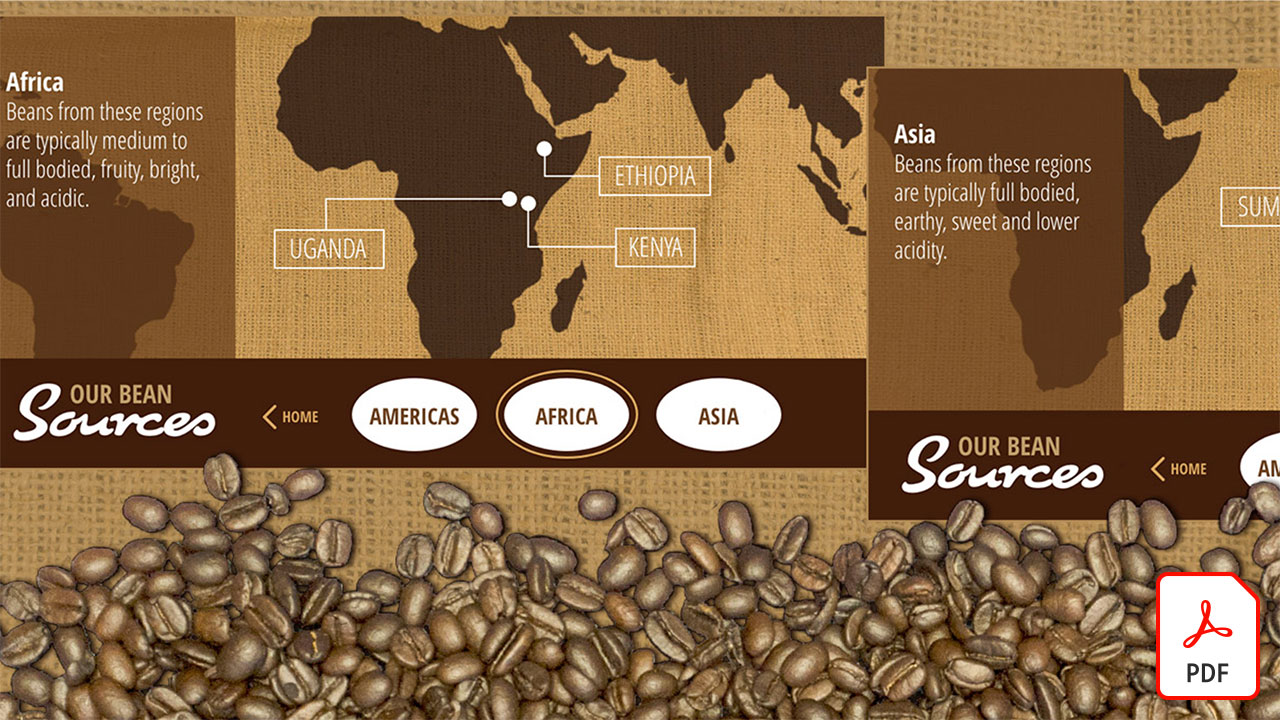 Africa
Beans from these regions
are typically medium to
full bodied, fruity, bright,
and acidic.
ETHIOPIA
UGANDA
KENYA
OUR BEAN
Sources
HOME
AMERICAS
AFRICA
ASIA
Asia
Beans from these regions
are typically full bodied,
earthy, sweet and lower
acidity.
SUM
OUR BEAN
Sources
HOME
AM
PDF